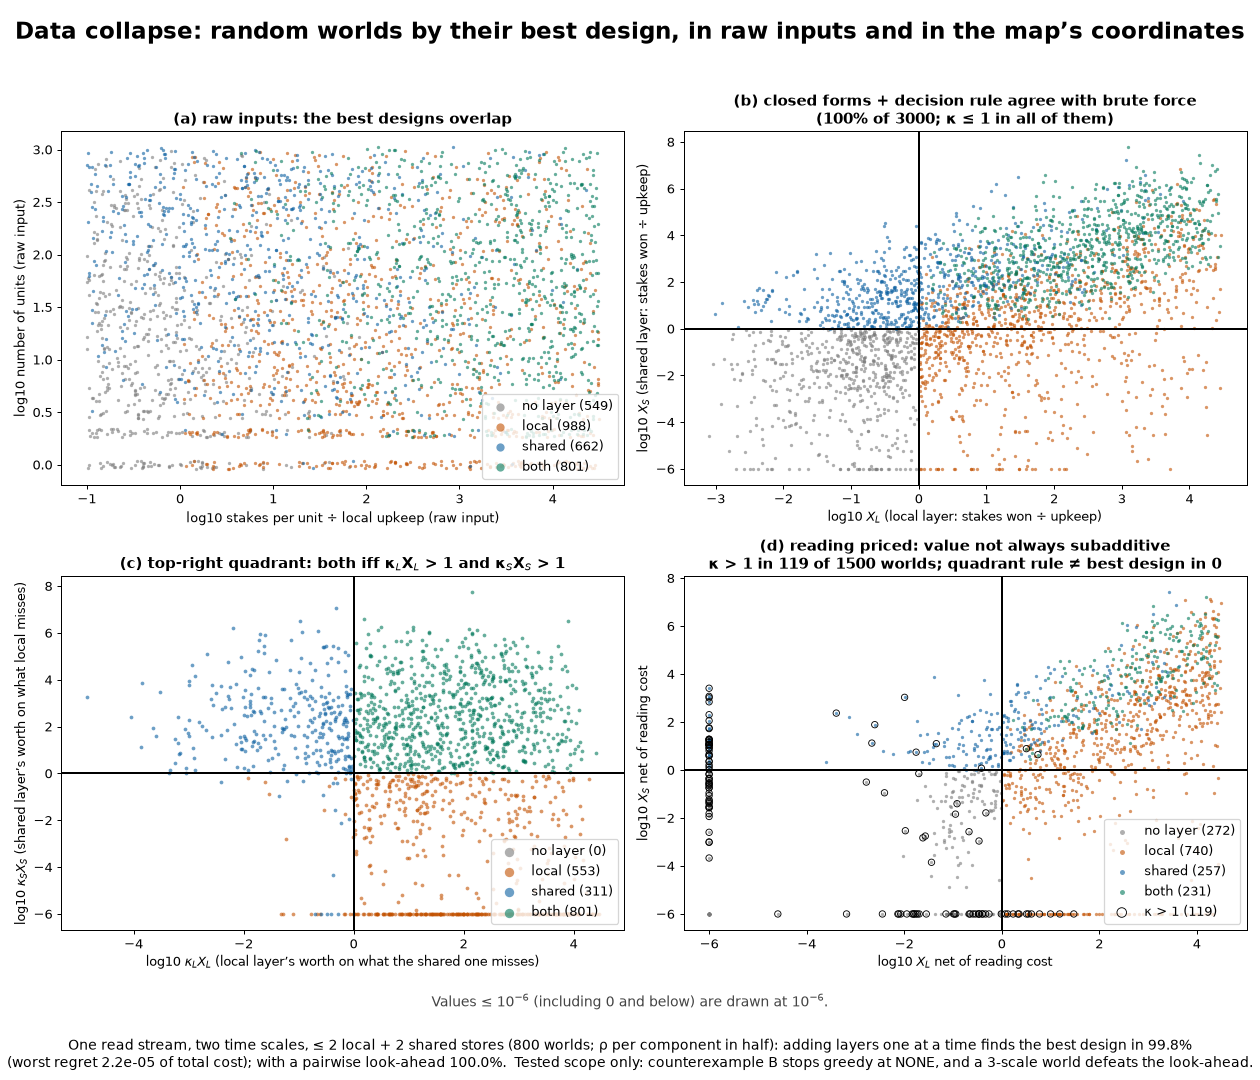 Data collapse: random worlds by their best design, in raw inputs and in the map’s coordinates
(a) raw inputs: the best designs overlap
log10 number of units (raw input)
3.0
2.5
2.0
1.5
1.0
0.5
0.0
−1
0
1
2
3
4
log10 stakes per unit ÷ local upkeep (raw input)
no layer (549)
local (988)
shared (662)
both (801)
(b) closed forms + decision rule agree with brute force
(100% of 3000; κ ≤ 1 in all of them)
log10 X_S (shared layer: stakes won ÷ upkeep)
8
6
4
2
0
−2
−4
−6
−3
−2
−1
0
1
2
3
4
log10 X_L (local layer: stakes won ÷ upkeep)
(c) top-right quadrant: both iff κ_L X_L > 1 and κ_S X_S > 1
log10 κ_S X_S (shared layer’s worth on what local misses)
8
6
4
2
0
−2
−4
−6
−4
−2
0
2
4
log10 κ_L X_L (local layer’s worth on what the shared one misses)
no layer (0)
local (553)
shared (311)
both (801)
(d) reading priced: value not always subadditive
κ > 1 in 119 of 1500 worlds; quadrant rule ≠ best design in 0
log10 X_S net of reading cost
8
6
4
2
0
−2
−4
−6
−6
−4
−2
0
2
4
log10 X_L net of reading cost
no layer (272)
local (740)
shared (257)
both (231)
κ > 1 (119)
Values ≤ 10⁻⁶ (including 0 and below) are drawn at 10⁻⁶.
One read stream, two time scales, ≤ 2 local + 2 shared stores (800 worlds; ρ per component in half): adding layers one at a time finds the best design in 99.8%
(worst regret 2.2e-05 of total cost); with a pairwise look-ahead 100.0%. Tested scope only: counterexample B stops greedy at NONE, and a 3-scale world defeats the look-ahead.